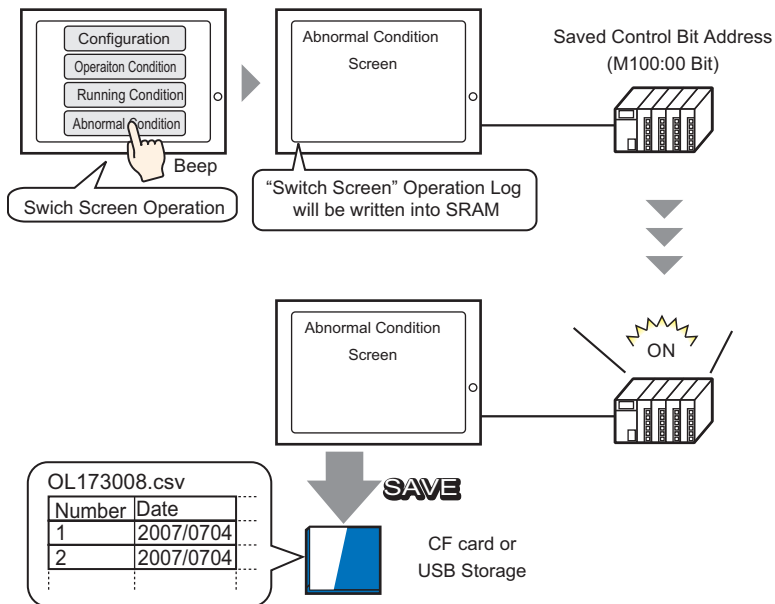 Configuration
Operaiton Condition
Running Condition
Abnormal Condition
Beep
Swich Screen Operation
Abnormal Condition
Screen
"Switch Screen" Operation Log
will be written into SRAM
Saved Control Bit Address
(M100:00 Bit)
ON
Abnormal Condition
Screen
SAVE
OL173008.csv
Number Date
1 2007/0704
2 2007/0704
CF card or
USB Storage